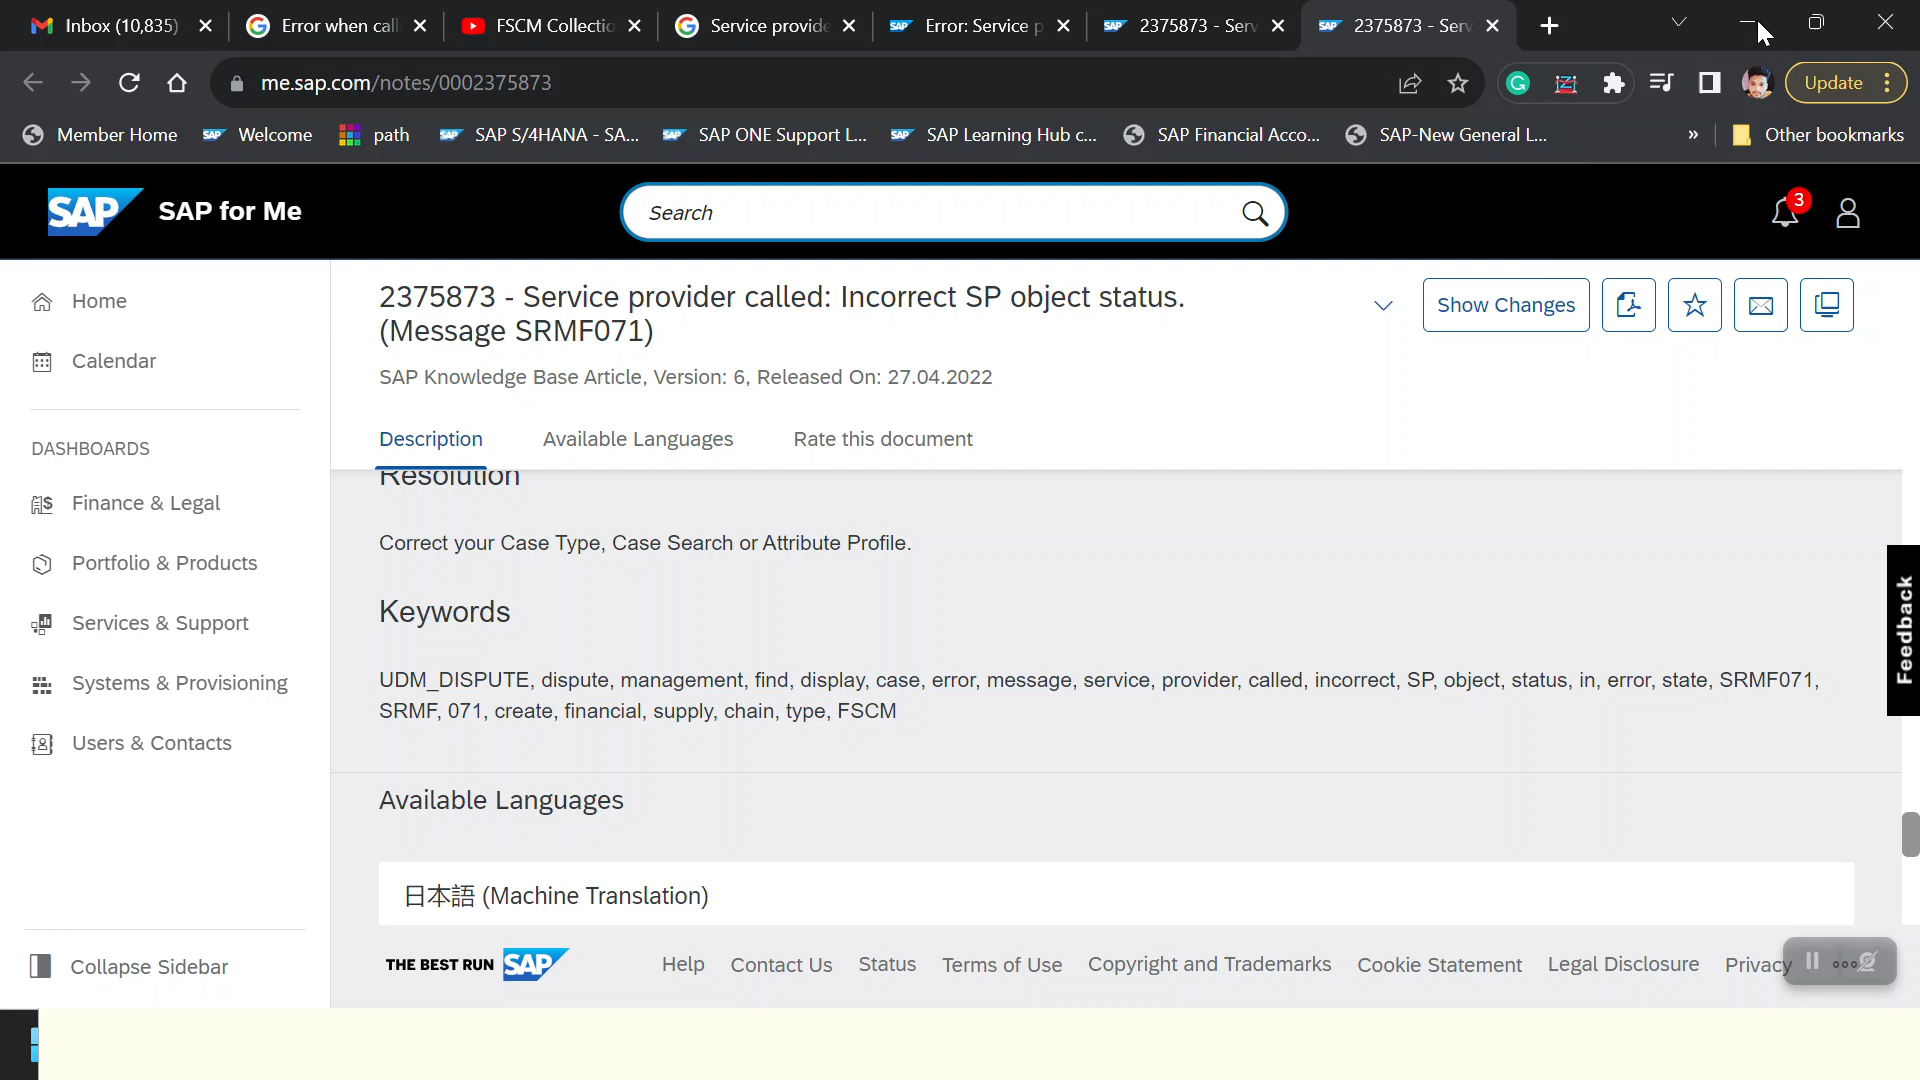 Inbox (10,835)
Error when call
FSCM Collectio
Service provide
Error: Service p
2375873 - Serv
2375873 - Serv
me.sap.com/notes/0002375873
Update
Member Home
Welcome
path
SAP S/4HANA - SA...
SAP ONE Support L...
SAP Learning Hub c...
SAP Financial Acco...
SAP-New General L...
»
Other bookmarks
SAP
SAP for Me
Search
3
Home
Calendar
DASHBOARDS
Finance & Legal
Portfolio & Products
Services & Support
Systems & Provisioning
Users & Contacts
Collapse Sidebar
2375873 - Service provider called: Incorrect SP object status.
(Message SRMF071)
SAP Knowledge Base Article, Version: 6, Released On: 27.04.2022
Show Changes
Description
Available Languages
Rate this document
Resolution
Correct your Case Type, Case Search or Attribute Profile.
Keywords
UDM_DISPUTE, dispute, management, find, display, case, error, message, service, provider, called, incorrect, SP, object, status, in, error, state, SRMF071,
SRMF, 071, create, financial, supply, chain, type, FSCM
Available Languages
日本語 (Machine Translation)
Feedback
THE BEST RUN SAP
Help
Contact Us
Status
Terms of Use
Copyright and Trademarks
Cookie Statement
Legal Disclosure
Privacy